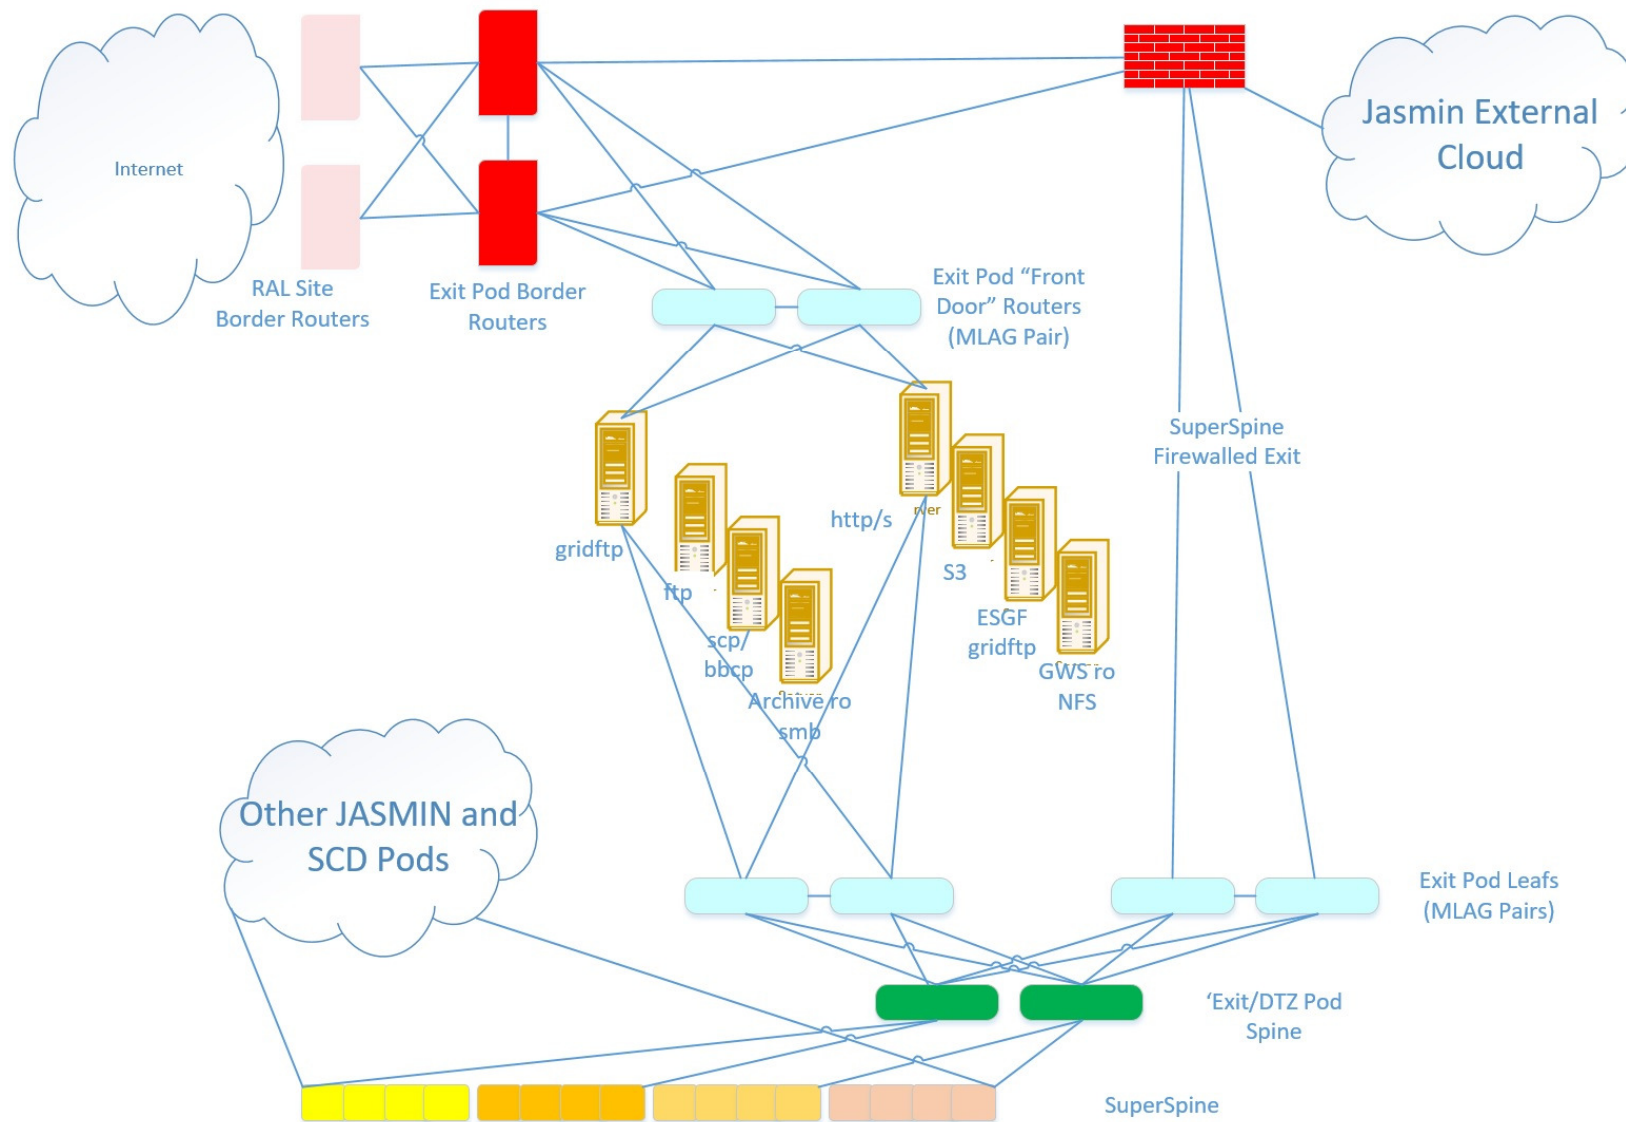 Jasmin External
Cloud
Internet
RAL Site
Border Routers
Exit Pod Border
Routers
Exit Pod “Front
Door” Routers
(MLAG Pair)
SuperSpine
Firewalled Exit
http/s
rver
gridftp
S3
ftp
ESGF
gridftp
scp/
bbcp
GWS ro
NFS
Archive ro
smb
Other JASMIN and
SCD Pods
Exit Pod Leafs
(MLAG Pairs)
‘Exit/DTZ Pod
Spine
SuperSpine